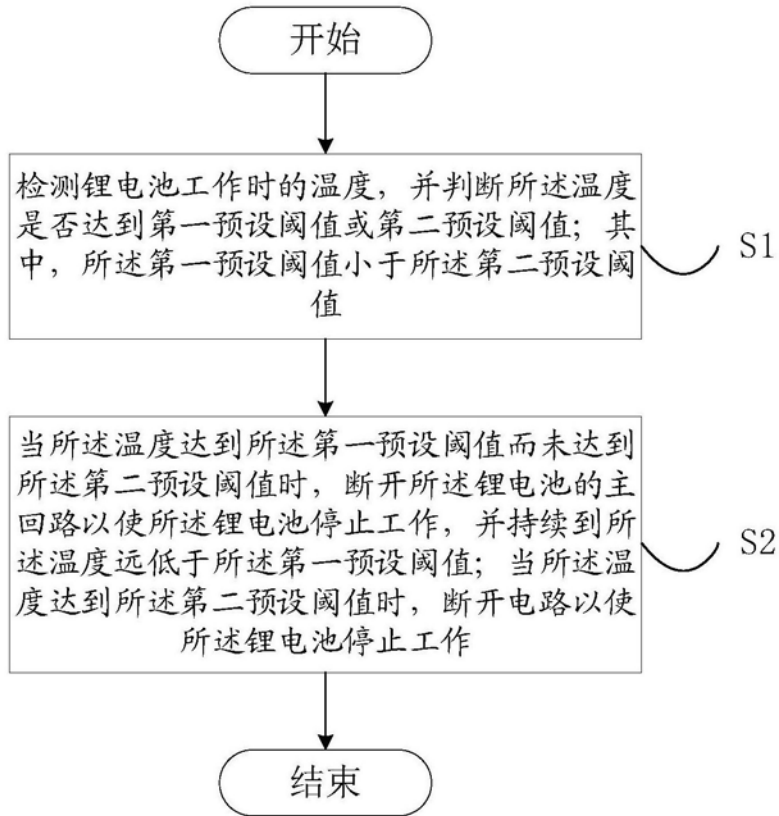 开始
检测锂电池工作时的温度，并判断所述温度
是否达到第一预设阈值或第二预设阈值；其
中，所述第一预设阈值小于所述第二预设阈
值
S1
当所述温度达到所述第一预设阈值而未达到
所述第二预设阈值时，断开所述锂电池的主
回路以使所述锂电池停止工作，并持续到所
述温度远低于所述第一预设阈值；当所述温
度达到所述第二预设阈值时，断开电路以使
所述锂电池停止工作
S2
结束